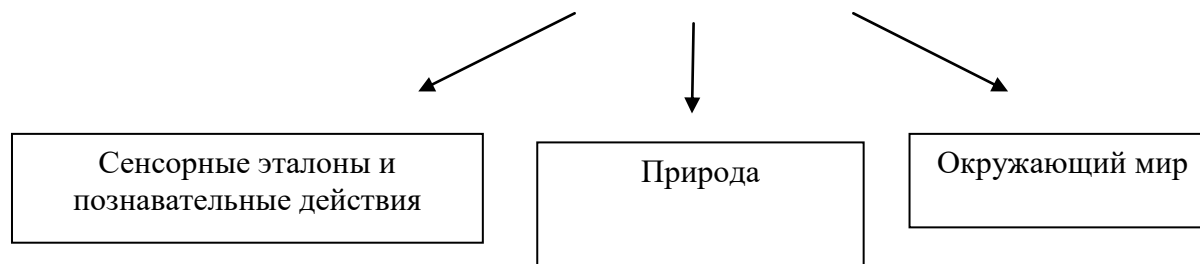 Сенсорные эталоны и
познавательные действия
Природа
Окружающий мир